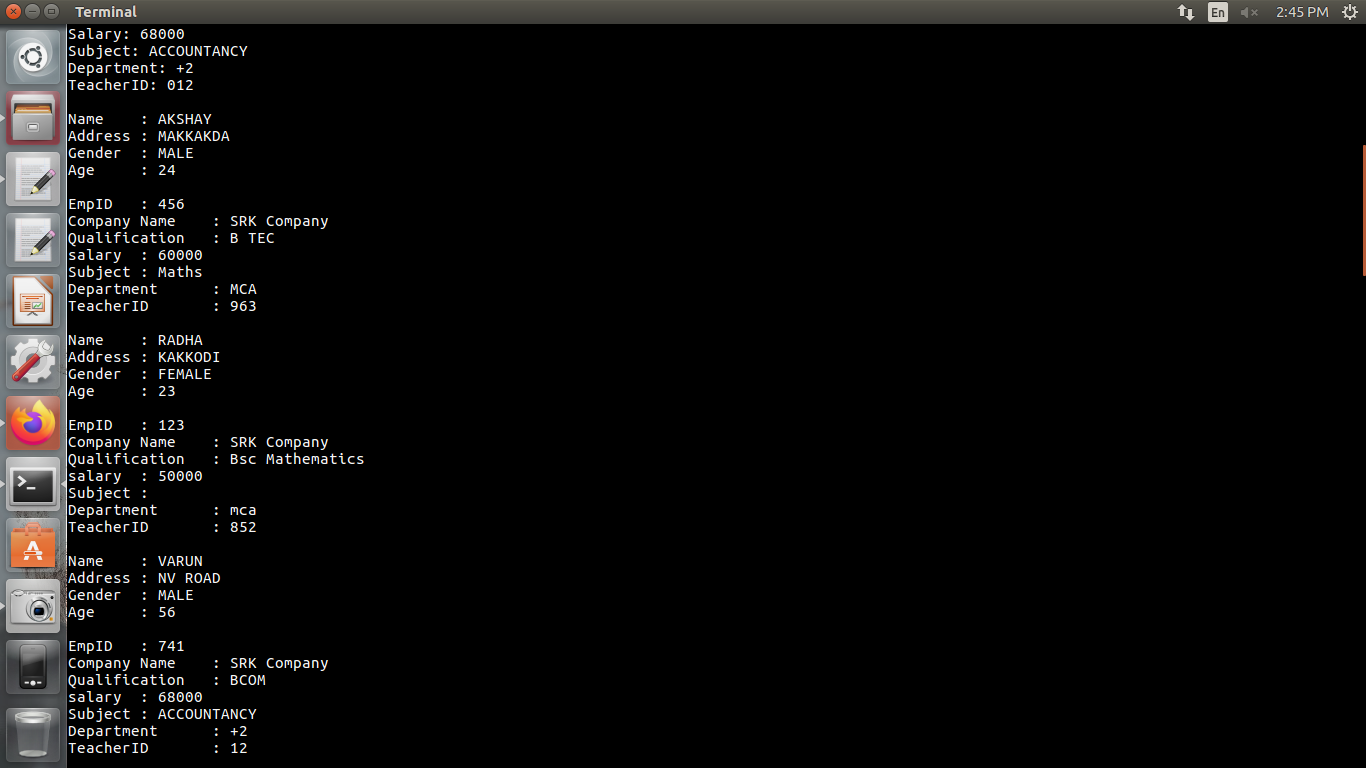 Terminal
En
2:45 PM
Salary: 68000
Subject: ACCOUNTANCY
Department: +2
TeacherID: 012
Name    : AKSHAY
Address : MAKKAKDA
Gender  : MALE
Age     : 24
EmpID   : 456
Company Name    : SRK Company
Qualification   : B TEC
salary  : 60000
Subject : Maths
Department      : MCA
TeacherID       : 963
Name    : RADHA
Address : KAKKODI
Gender  : FEMALE
Age     : 23
EmpID   : 123
Company Name    : SRK Company
Qualification   : Bsc Mathematics
salary  : 50000
Subject :
Department      : mca
TeacherID       : 852
Name    : VARUN
Address : NV ROAD
Gender  : MALE
Age     : 56
EmpID   : 741
Company Name    : SRK Company
Qualification   : BCOM
salary  : 68000
Subject : ACCOUNTANCY
Department      : +2
TeacherID       : 12